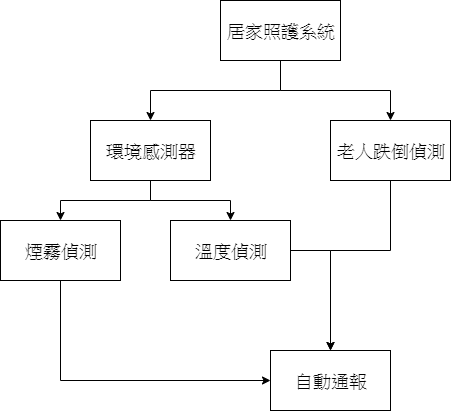 居家照護系統
環境感測器
老人跌倒偵測
煙霧偵測
溫度偵測
自動通報